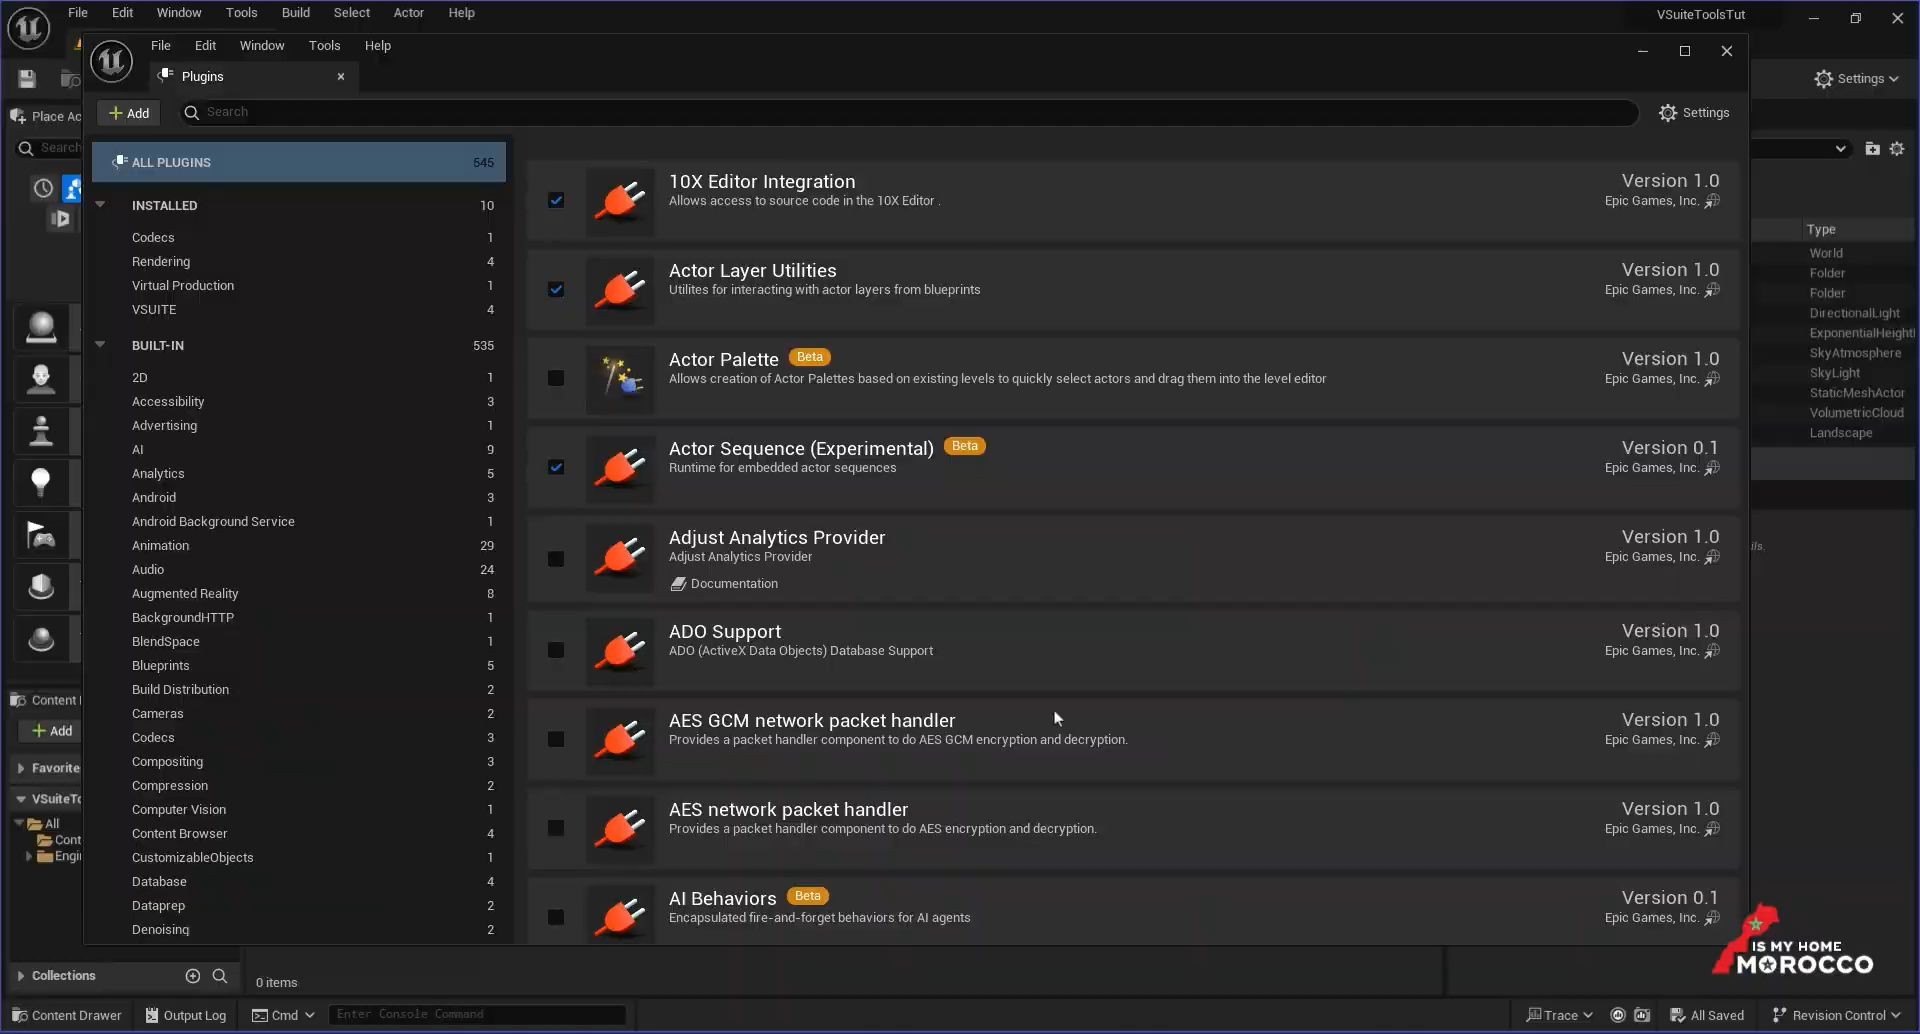 File Edit Window Tools Build Select Actor Help
VSuiteToolsTut
File Edit Window Tools Help
Plugins
Settings
Add
Search
Settings
Place Ac
Search
ALL PLUGINS 545
INSTALLED 10
Codecs 1
Rendering 4
Virtual Production 1
VSUITE 4
BUILT-IN 535
2D 1
Accessibility 3
Advertising 1
AI 9
Analytics 5
Android 3
Android Background Service 1
Animation 29
Audio 24
Augmented Reality 8
BackgroundHTTP 1
BlendSpace 1
Blueprints 5
Build Distribution 2
Cameras 2
Codecs 3
Compositing 3
Compression 2
Computer Vision 1
Content Browser 4
CustomizableObjects 1
Database 4
Dataprep 2
Denoising 2
10X Editor Integration
Allows access to source code in the 10X Editor .
Version 1.0
Epic Games, Inc.
Actor Layer Utilities
Utilites for interacting with actor layers from blueprints
Version 1.0
Epic Games, Inc.
Actor Palette Beta
Allows creation of Actor Palettes based on existing levels to quickly select actors and drag them into the level editor
Version 1.0
Epic Games, Inc.
Actor Sequence (Experimental) Beta
Runtime for embedded actor sequences
Version 0.1
Epic Games, Inc.
Adjust Analytics Provider
Adjust Analytics Provider
Documentation
Version 1.0
Epic Games, Inc.
ADO Support
ADO (ActiveX Data Objects) Database Support
Version 1.0
Epic Games, Inc.
AES GCM network packet handler
Provides a packet handler component to do AES GCM encryption and decryption.
Version 1.0
Epic Games, Inc.
AES network packet handler
Provides a packet handler component to do AES encryption and decryption.
Version 1.0
Epic Games, Inc.
AI Behaviors Beta
Encapsulated fire-and-forget behaviors for AI agents
Version 0.1
Epic Games, Inc.
Type
World
Folder
Folder
DirectionalLight
ExponentialHeightl
SkyAtmosphere
SkyLight
StaticMeshActor
VolumetricCloud
Landscape
ils.
Content
Add
Favorite
VSuiteTo
All
Cont
Engi
Collections
0 items
IS MY HOME
MOROCCO
Content Drawer Output Log Cmd Enter Console Command Trace All Saved Revision Control